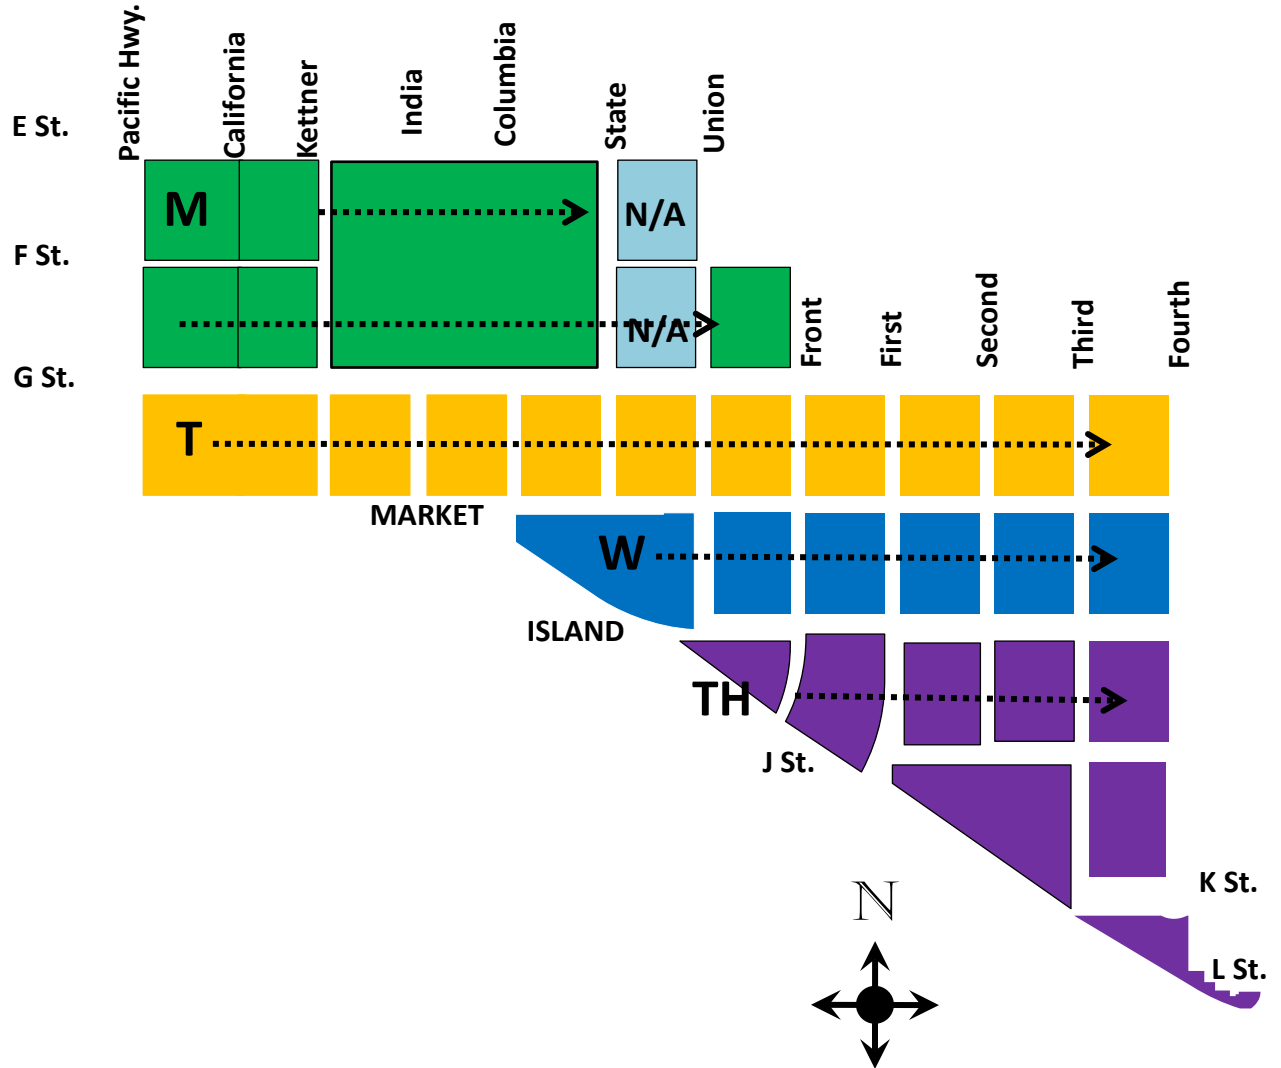 Pacific Hwy.
California
Kettner
India
Columbia
State
Union
E St.
M
N/A
F St.
N/A
Front
First
Second
Third
Fourth
G St.
T
MARKET
W
ISLAND
TH
J St.
K St.
N
L St.